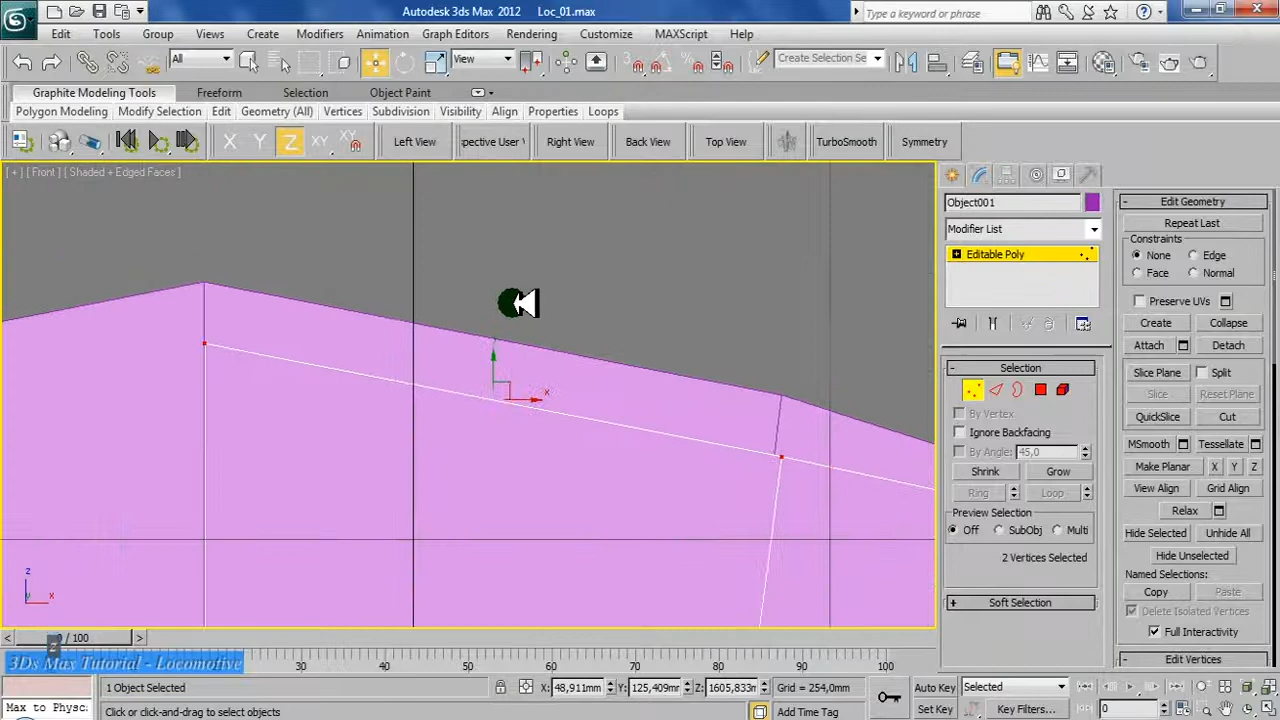 Autodesk 3ds Max 2012 Loc_01.max
Type a keyword or phrase
Edit Tools Group Views Create Modifiers Animation Graph Editors Rendering Customize MAXScript Help
All View Create Selection Se
Graphite Modeling Tools Freeform Selection Object Paint
Polygon Modeling Modify Selection Edit Geometry (All) Vertices Subdivision Visibility Align Properties Loops
X Y Z XY XY Left View spective User V Right View Back View Top View TurboSmooth Symmetry
[ + ] [ Front ] [ Shaded + Edged Faces ]
x
z
x
Object001
Modifier List
Editable Poly
Selection
By Vertex
Ignore Backfacing
By Angle: 45,0
Shrink Grow
Ring Loop
Preview Selection
Off SubObj Multi
2 Vertices Selected
Soft Selection
Edit Geometry
Repeat Last
Constraints
None Edge
Face Normal
Preserve UVs
Create Collapse
Attach Detach
Slice Plane Split
Slice Reset Plane
QuickSlice Cut
MSmooth Tessellate
Make Planar X Y Z
View Align Grid Align
Relax
Hide Selected Unhide All
Hide Unselected
Named Selections:
Copy Paste
Delete Isolated Vertices
Full Interactivity
Edit Vertices
/ 100
3Ds Max Tutorial - Locomotive
30 40 50 60 70 80 90 100
1 Object Selected X: 48,911mm Y: 125,409mm Z: 1605,833m Grid = 254,0mm Auto Key Selected
Max to Physc Click or click-and-drag to select objects Add Time Tag Set Key Key Filters... 0